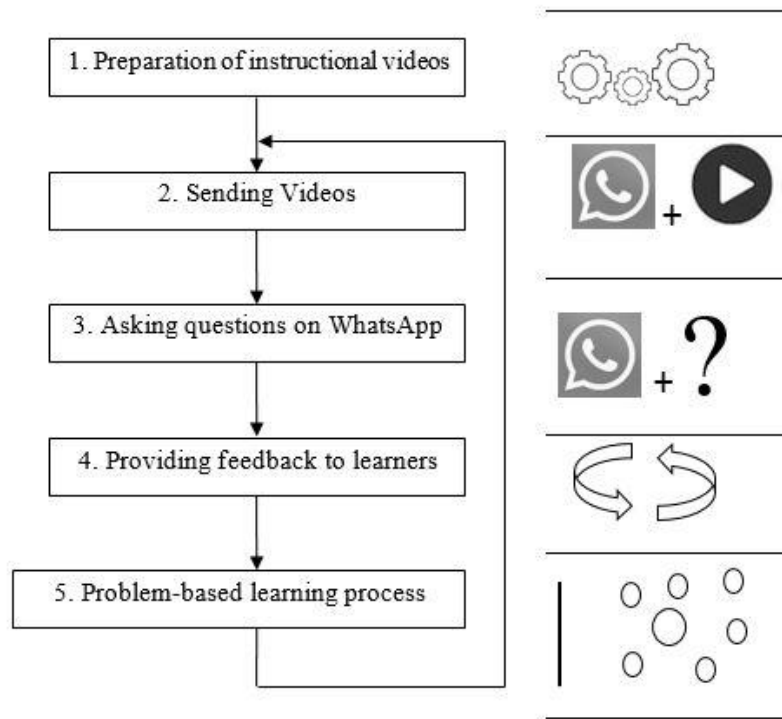 1. Preparation of instructional videos
2. Sending Videos
+
3. Asking questions on WhatsApp
+ ?
4. Providing feedback to learners
5. Problem-based learning process